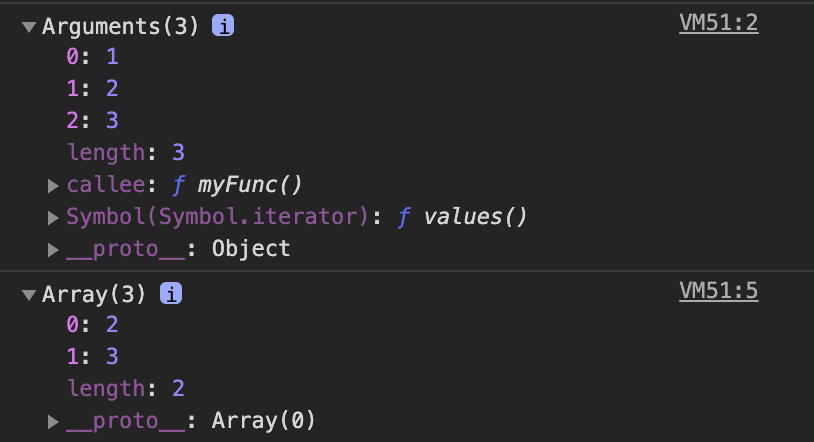 ▼Arguments(3) i VM51:2
0: 1
1: 2
2: 3
length: 3
▶callee: ƒ myFunc()
▶Symbol(Symbol.iterator): ƒ values()
▶__proto__: Object
▼Array(3) i VM51:5
0: 2
1: 3
length: 2
▶__proto__: Array(0)